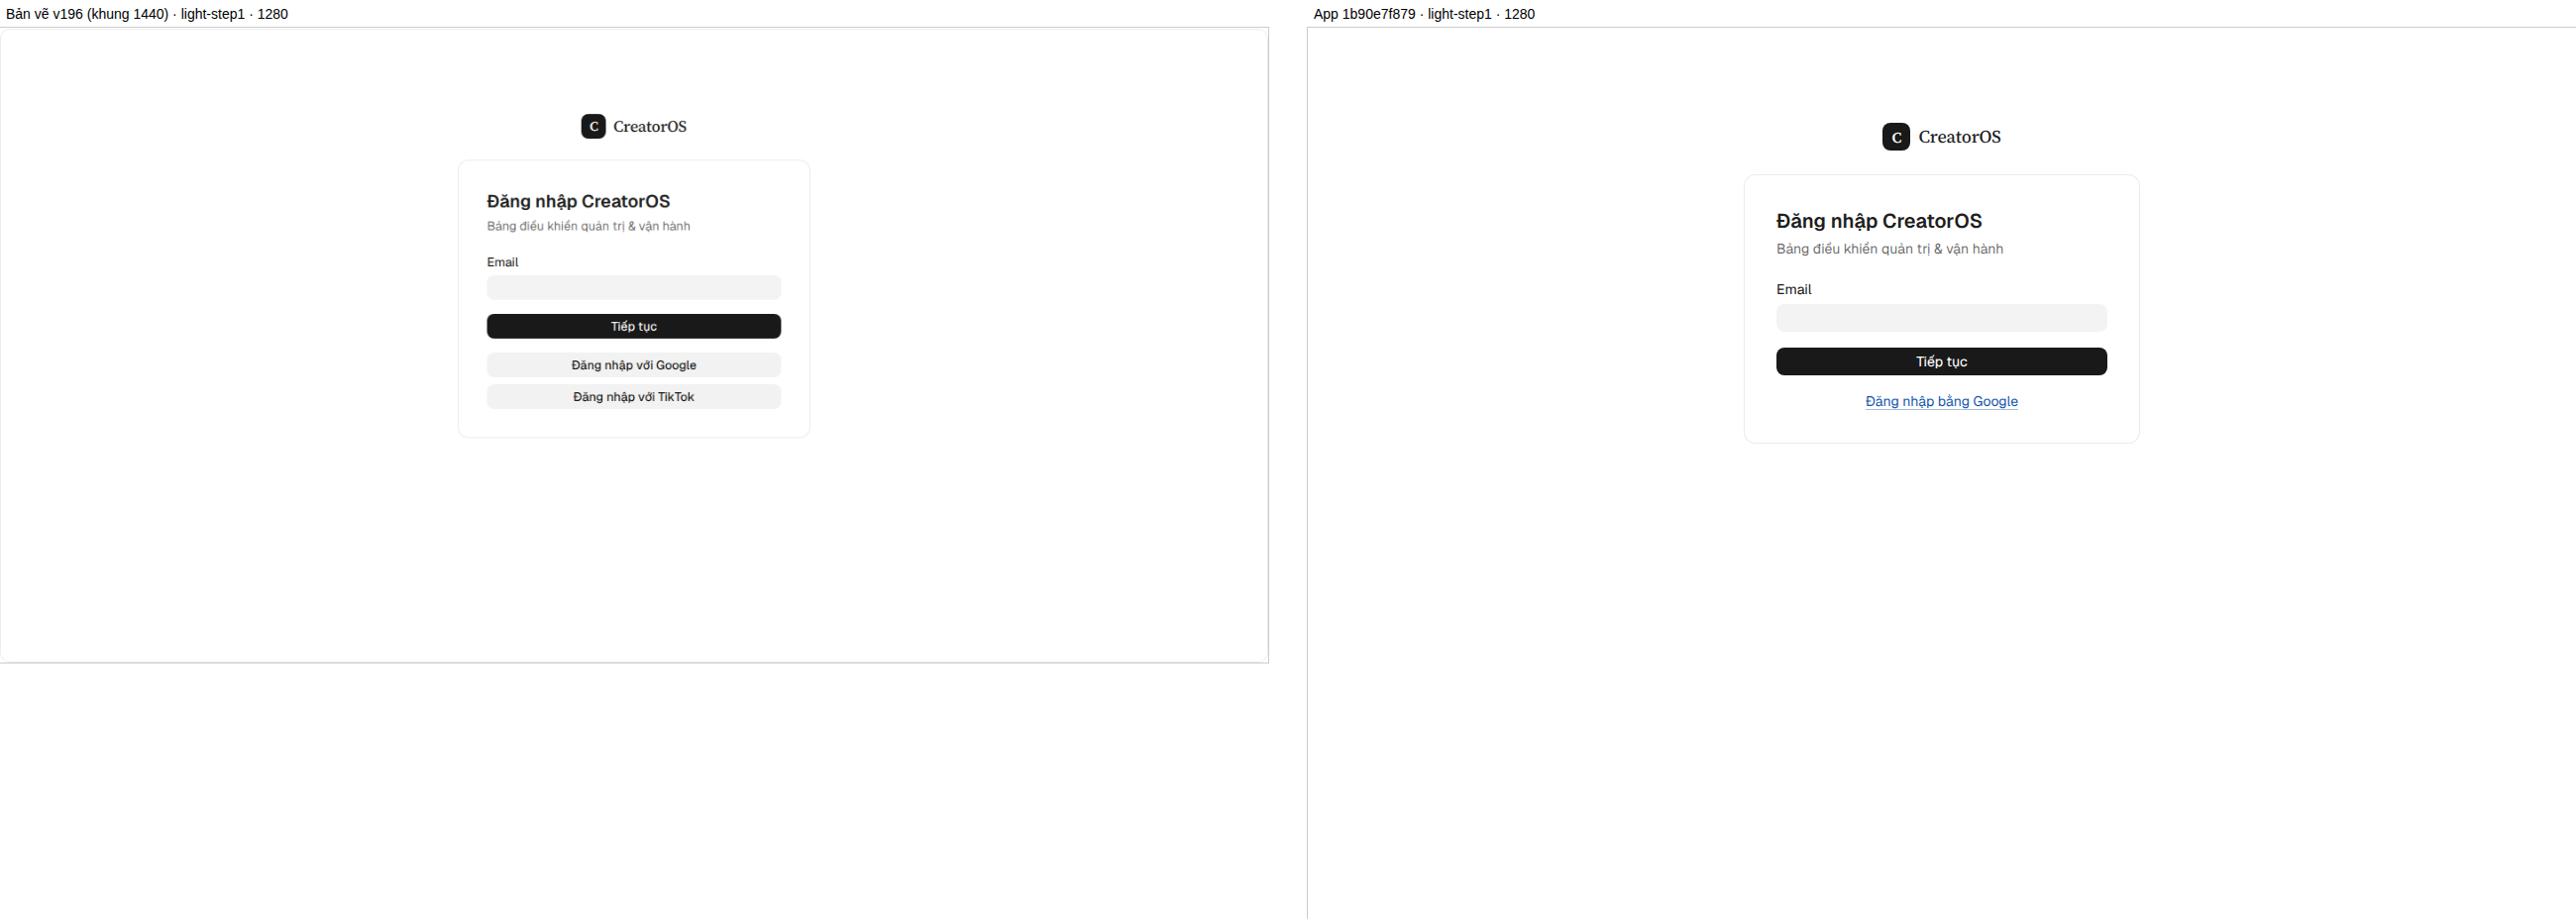 Bản vẽ v196 (khung 1440) · light-step1 · 1280
C CreatorOS
Đăng nhập CreatorOS
Bảng điều khiển quản trị & vận hành
Email
Tiếp tục
Đăng nhập với Google
Đăng nhập với TikTok
App 1b90e7f879 · light-step1 · 1280
C CreatorOS
Đăng nhập CreatorOS
Bảng điều khiển quản trị & vận hành
Email
Tiếp tục
Đăng nhập bằng Google